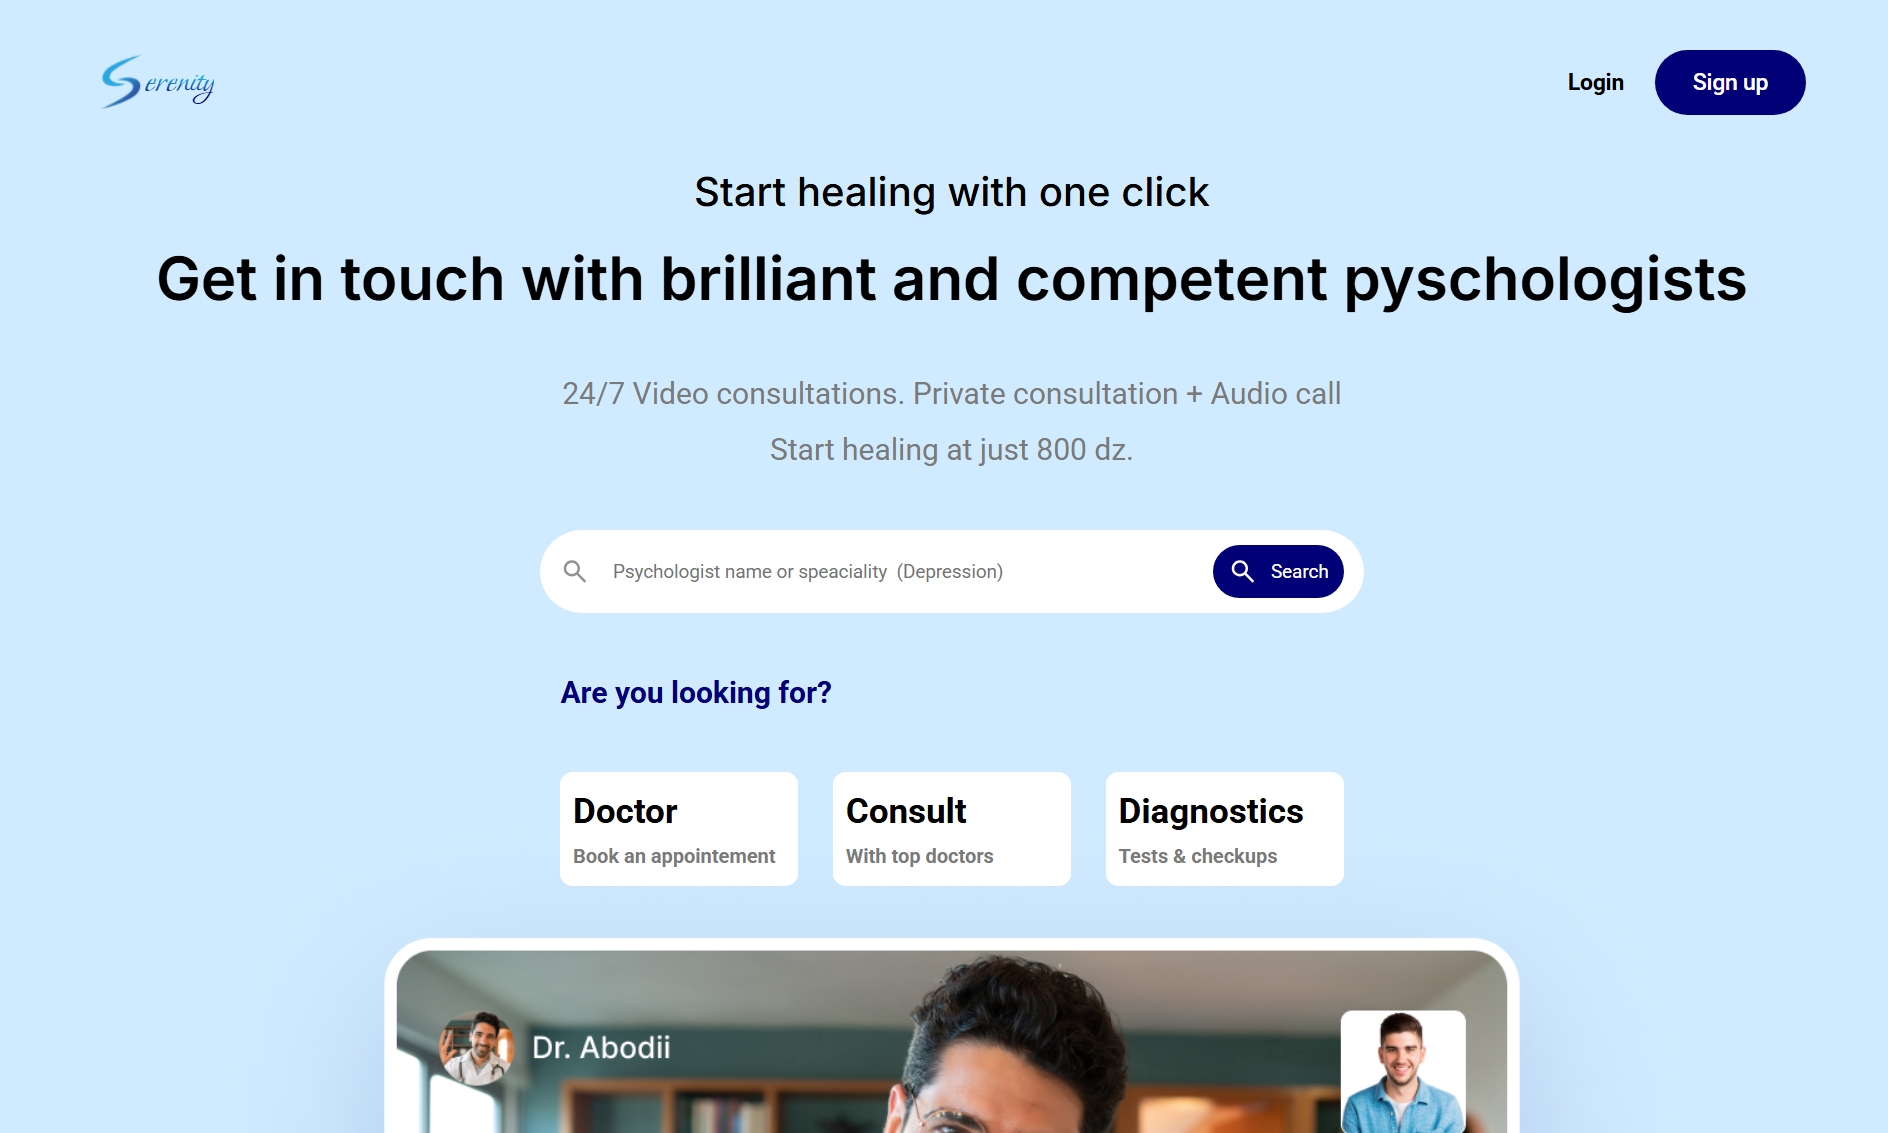 Serenity
Login
Sign up
Start healing with one click
Get in touch with brilliant and competent pyschologists
24/7 Video consultations. Private consultation + Audio call
Start healing at just 800 dz.
Psychologist name or speaciality (Depression)
Search
Are you looking for?
Doctor
Book an appointement
Consult
With top doctors
Diagnostics
Tests & checkups
Dr. Abodii